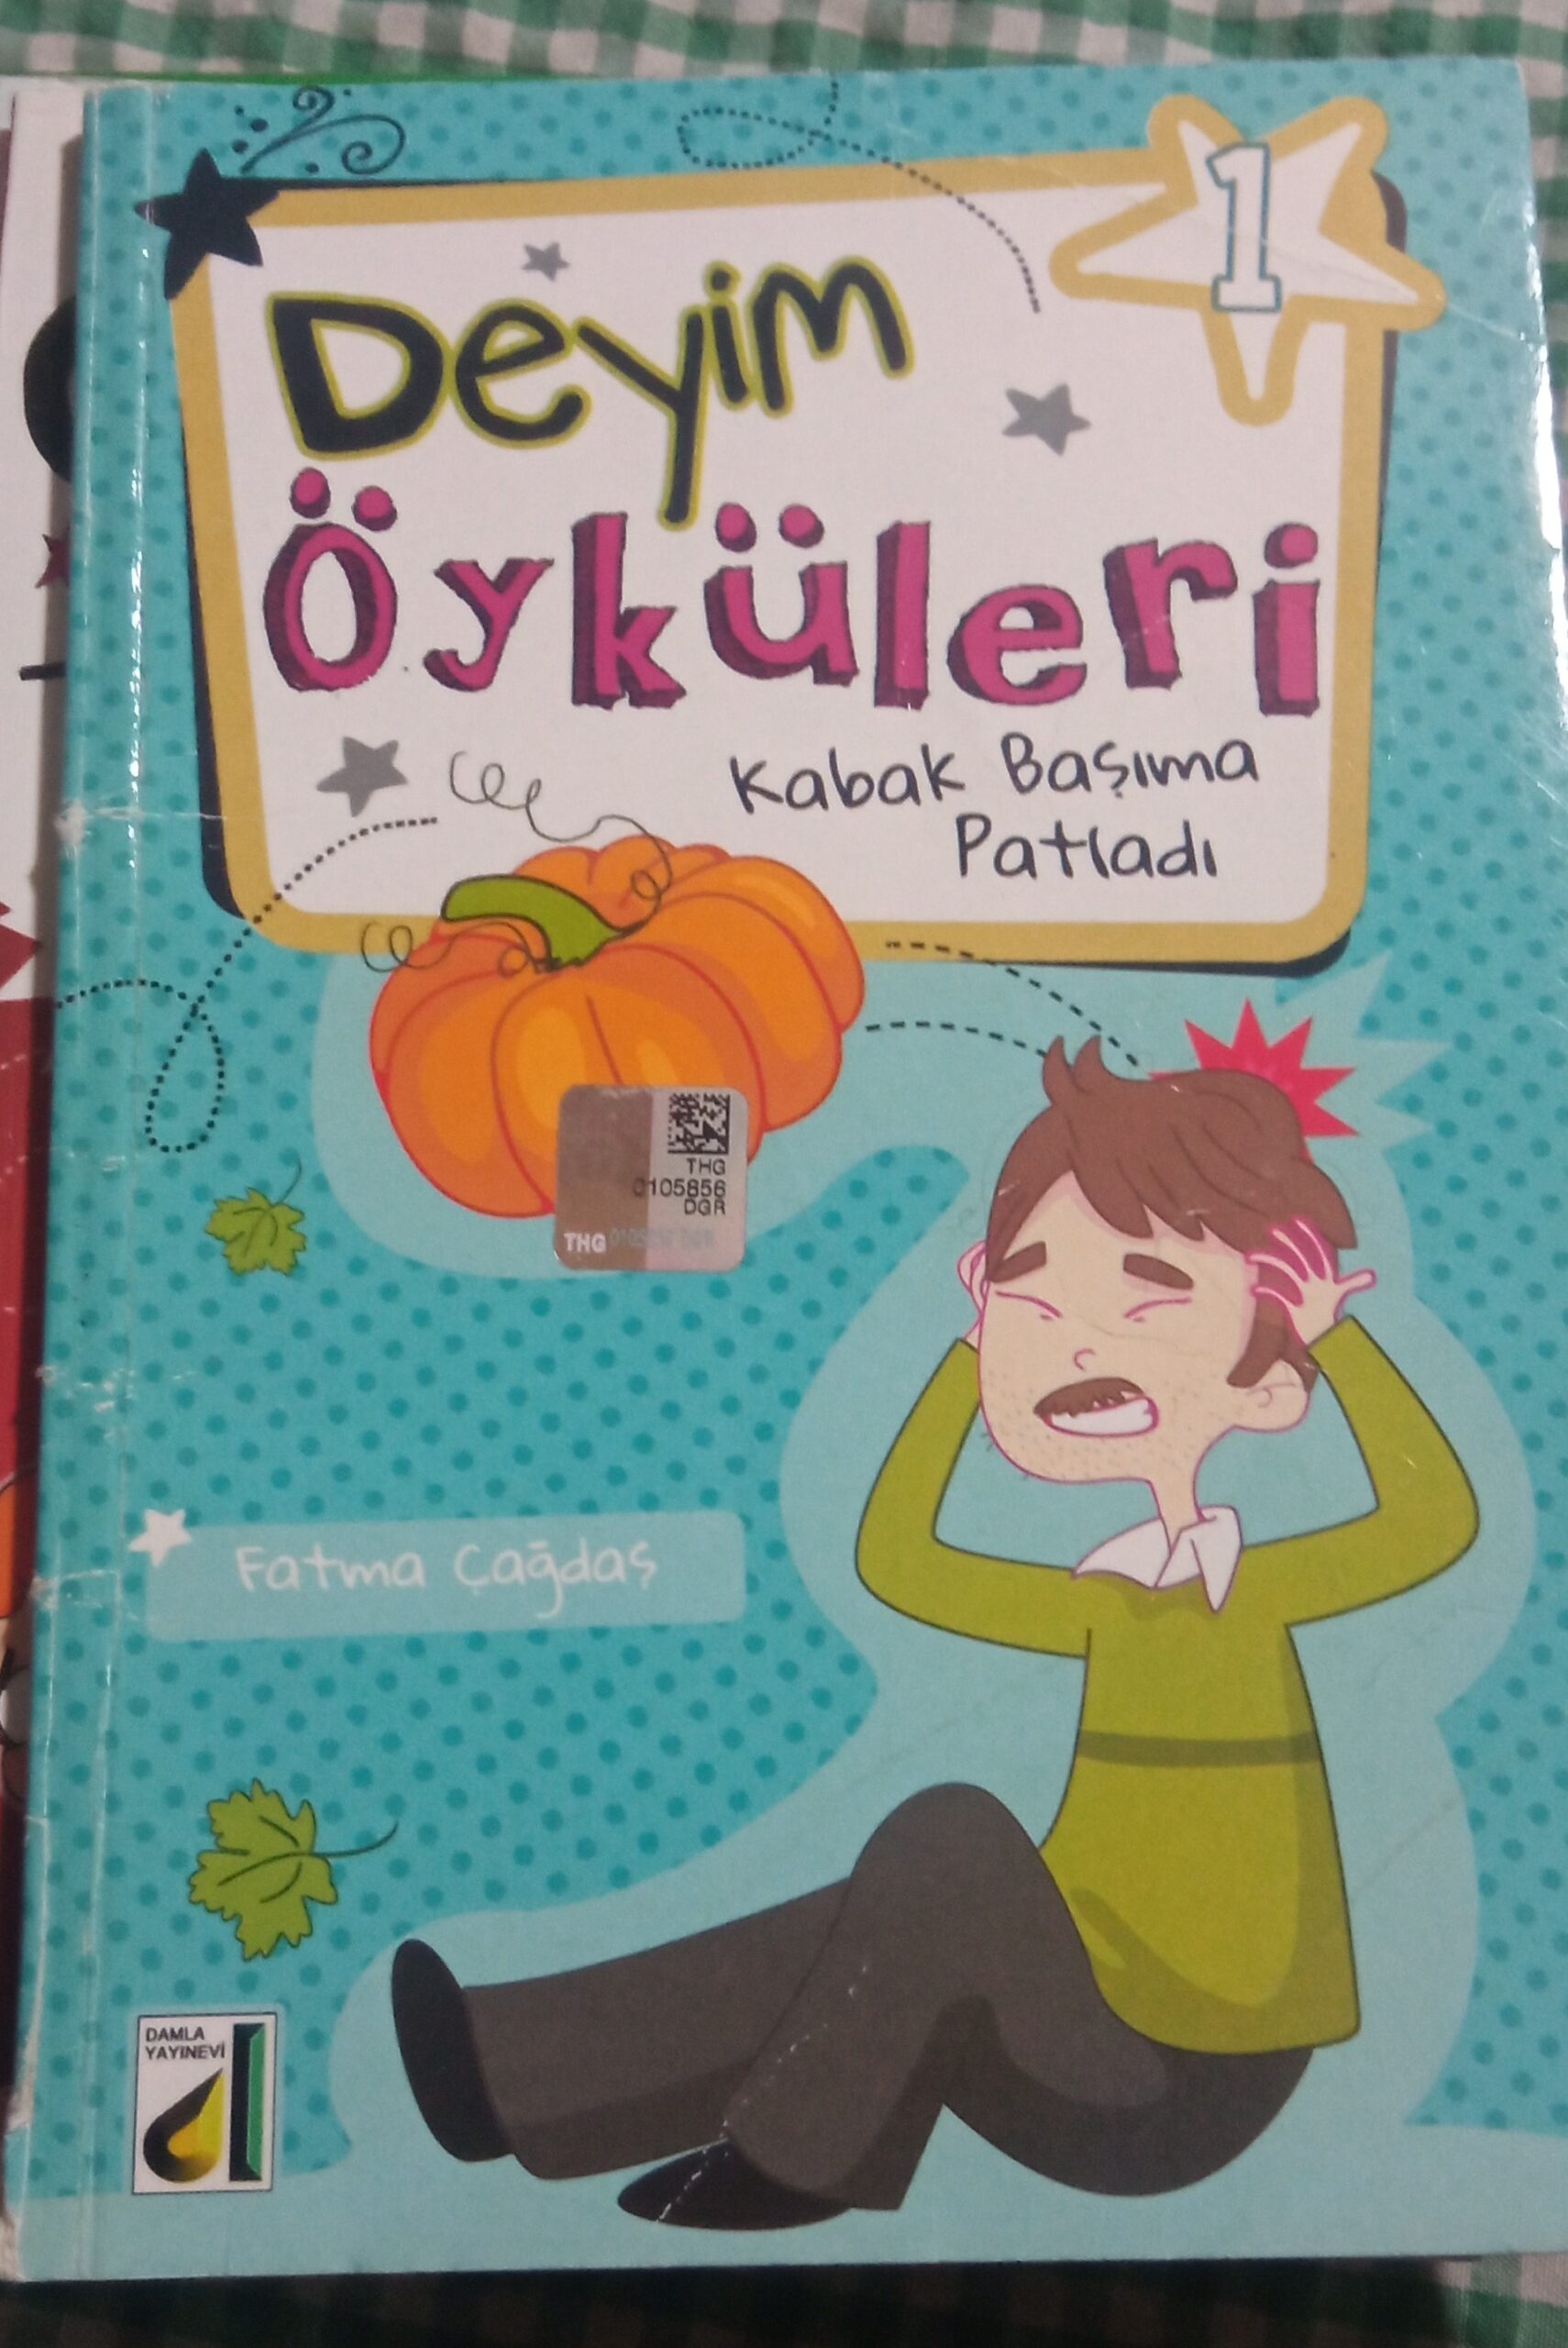 1
Deyim
Öyküleri
Kabak Başıma
Patladı
THG
0105856
DGR
THG
Fatma Çağdaş
DAMLA
YAYINEVİ